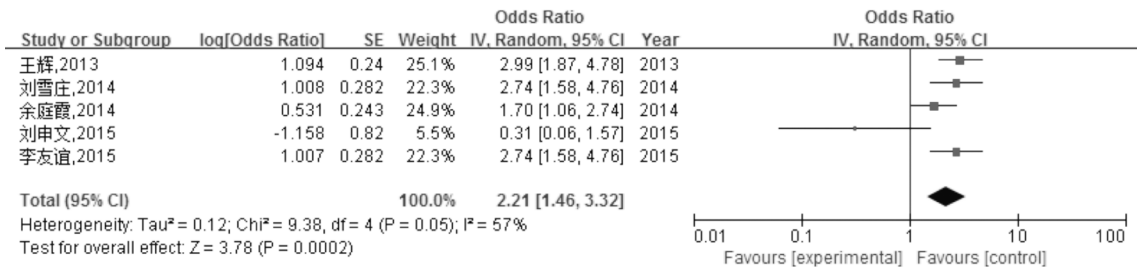 Odds Ratio Odds Ratio
Study or Subgroup log[Odds Ratio] SE Weight IV, Random, 95% CI Year IV, Random, 95% CI
王辉,2013 1.094 0.24 25.1% 2.99 [1.87, 4.78] 2013
刘雪庄,2014 1.008 0.282 22.3% 2.74 [1.58, 4.76] 2014
余庭霞,2014 0.531 0.243 24.9% 1.70 [1.06, 2.74] 2014
刘申文,2015 -1.158 0.82 5.5% 0.31 [0.06, 1.57] 2015
李友谊,2015 1.007 0.282 22.3% 2.74 [1.58, 4.76] 2015
Total (95% CI) 100.0% 2.21 [1.46, 3.32]
Heterogeneity: Tau² = 0.12; Chi² = 9.38, df = 4 (P = 0.05); I² = 57%
Test for overall effect: Z = 3.78 (P = 0.0002)
0.01 0.1 1 10 100
Favours [experimental] Favours [control]